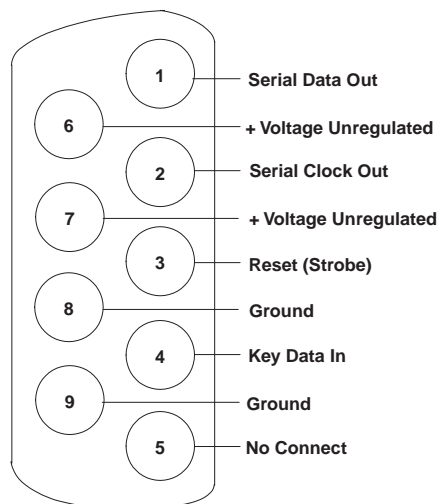 1 Serial Data Out
6 + Voltage Unregulated
2 Serial Clock Out
7 + Voltage Unregulated
3 Reset (Strobe)
8 Ground
4 Key Data In
9 Ground
5 No Connect